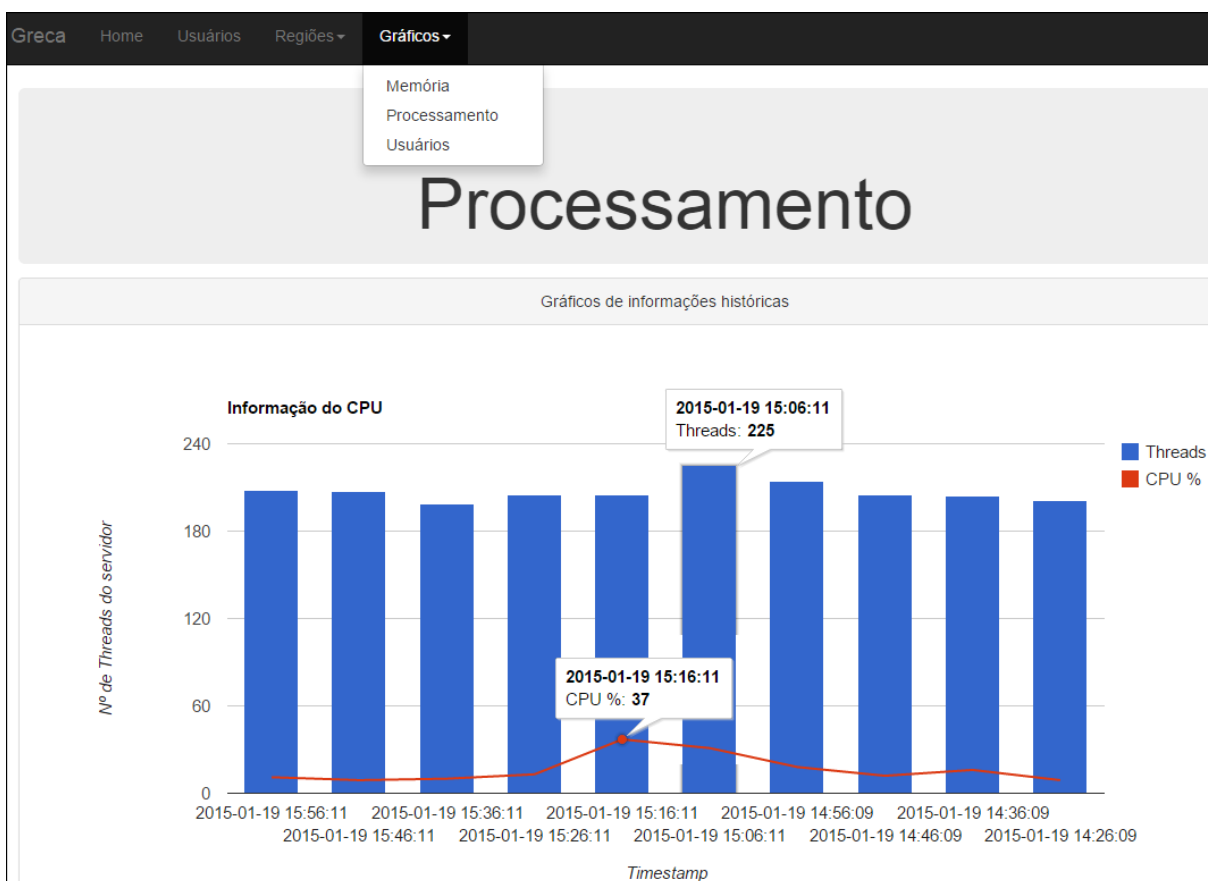 Greca Home Usuários Regiões Gráficos
Memória
Processamento
Usuários
Processamento
Gráficos de informações históricas
Informação do CPU
2015-01-19 15:06:11
Threads: 225
Threads
CPU %
Nº de Threads do servidor
240
180
120
60
0
2015-01-19 15:16:11
CPU %: 37
2015-01-19 15:56:11 2015-01-19 15:36:11 2015-01-19 15:16:11 2015-01-19 14:56:09 2015-01-19 14:36:09
2015-01-19 15:46:11 2015-01-19 15:26:11 2015-01-19 15:06:11 2015-01-19 14:46:09 2015-01-19 14:26:09
Timestamp